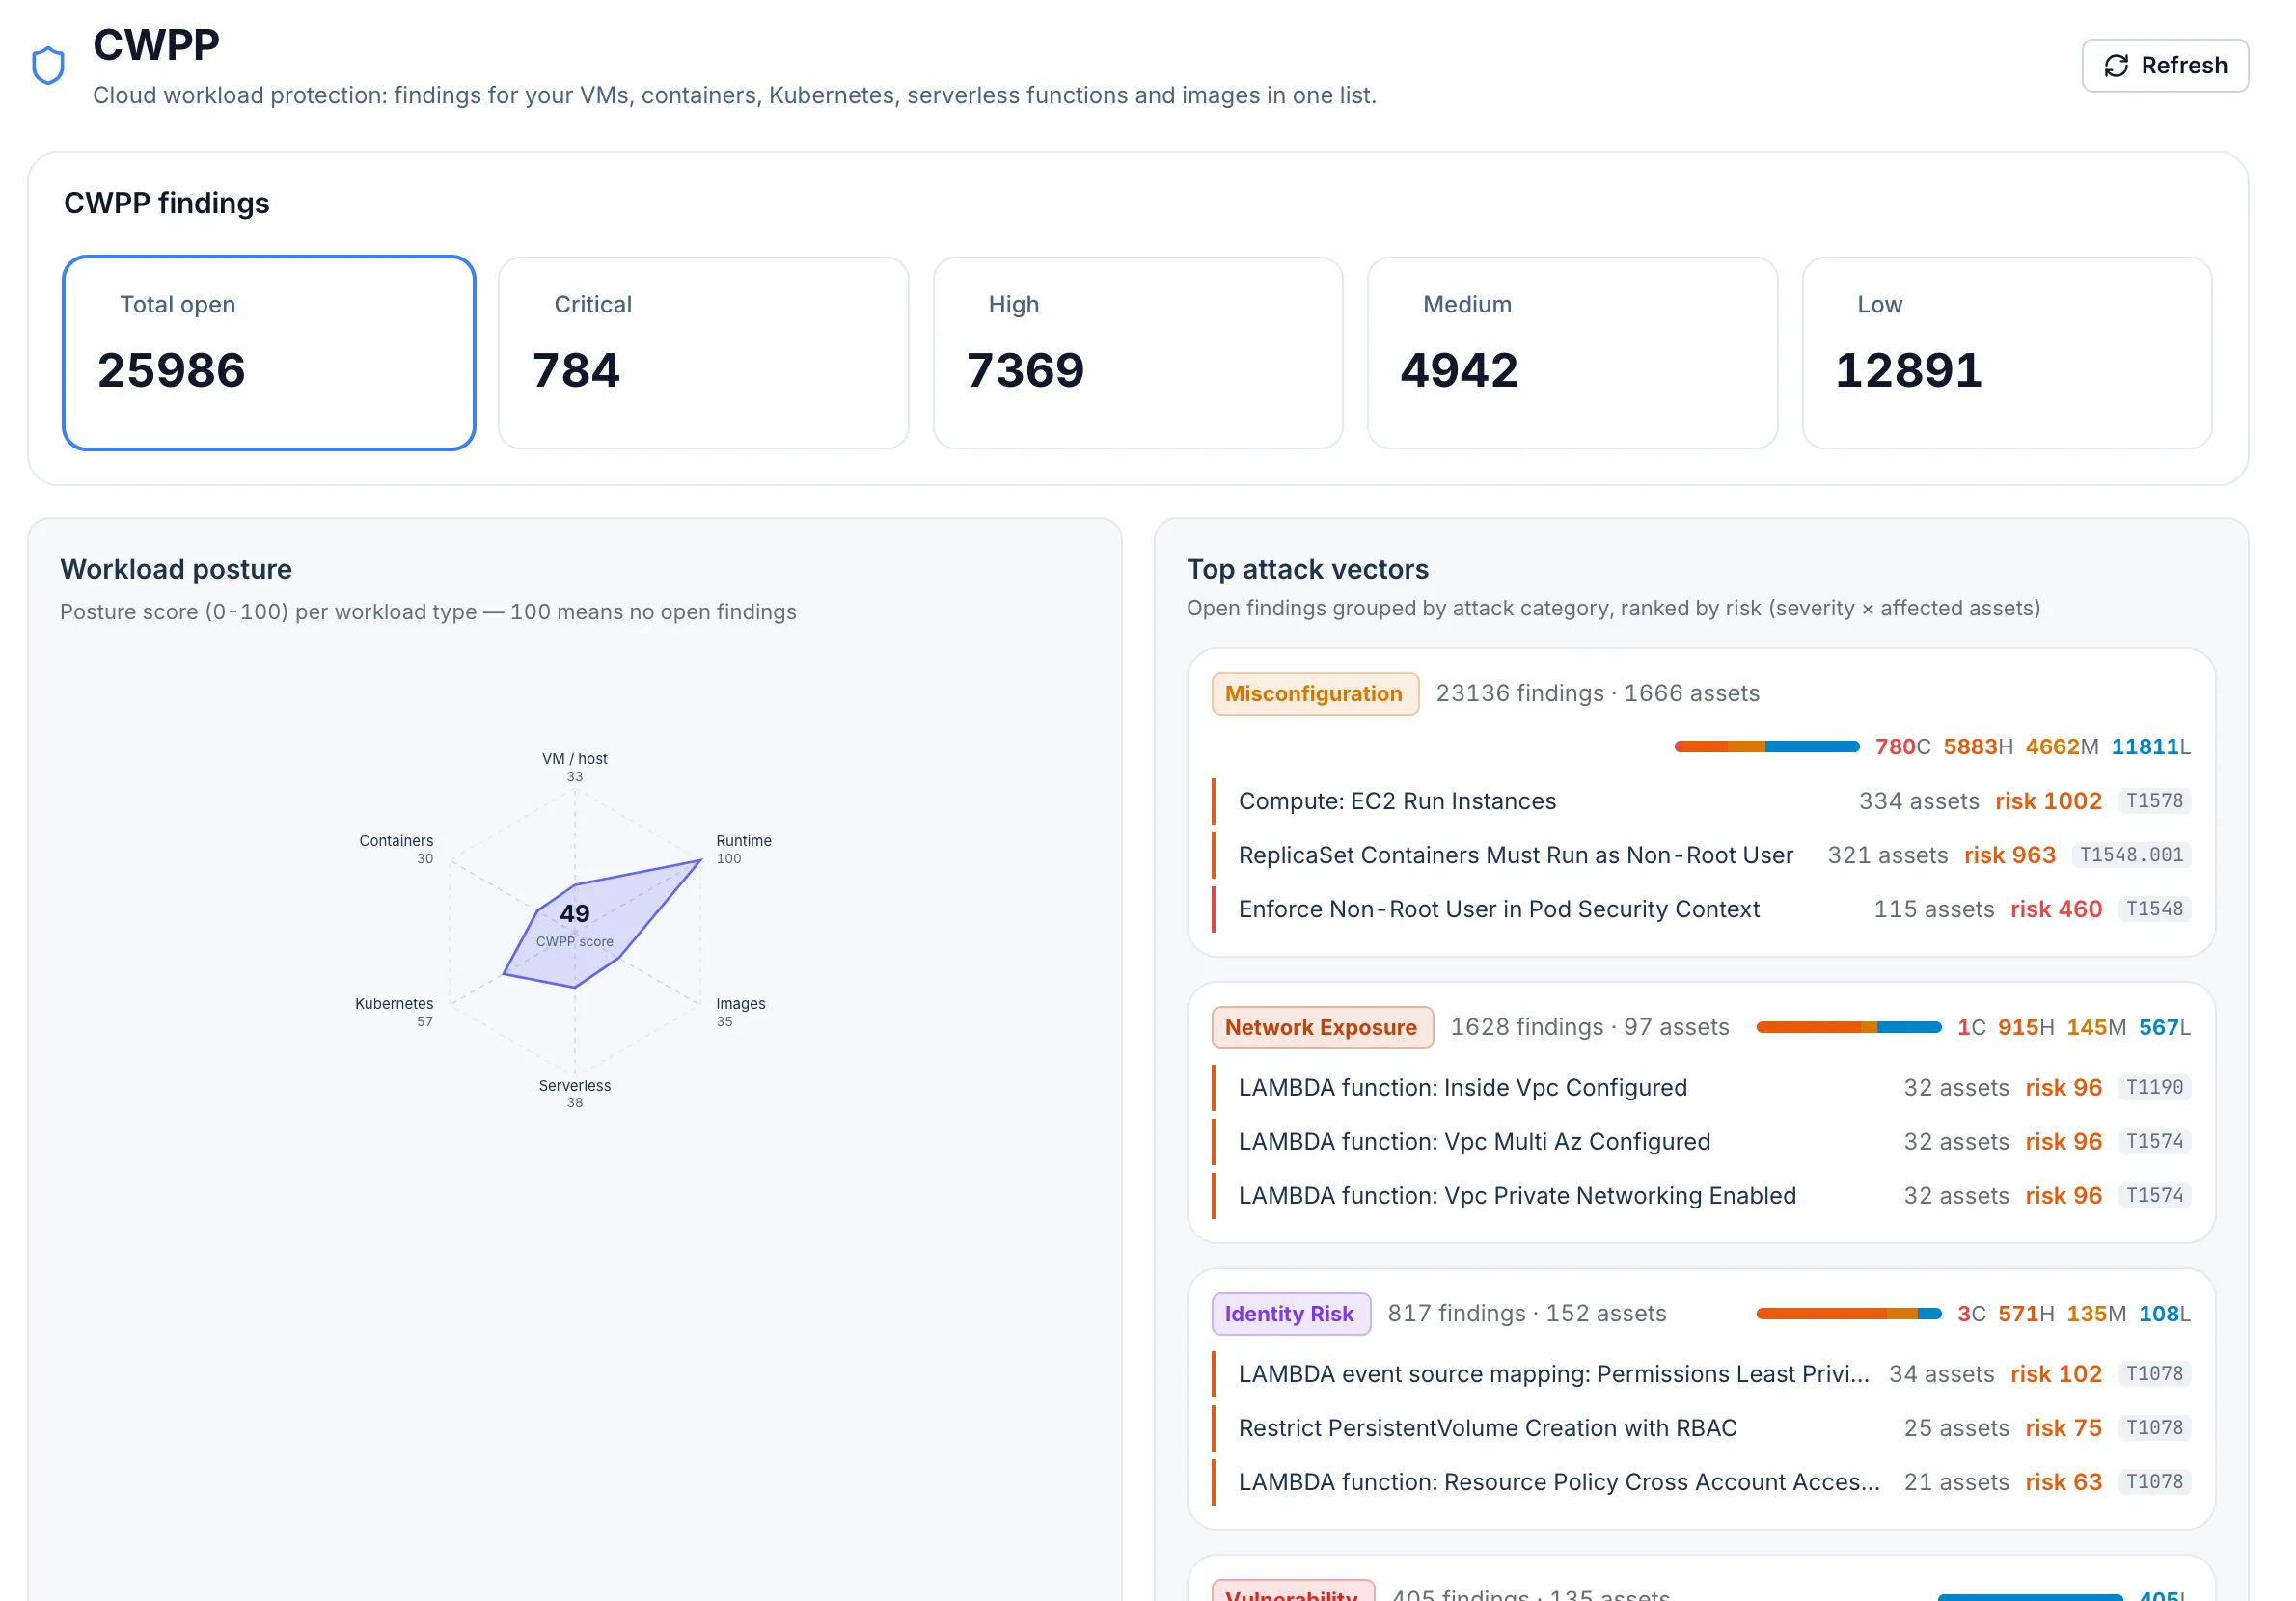 CWPP
Cloud workload protection: findings for your VMs, containers, Kubernetes, serverless functions and images in one list.
Refresh
CWPP findings
Total open
25986
Critical
784
High
7369
Medium
4942
Low
12891
Workload posture
Posture score (0-100) per workload type — 100 means no open findings
VM / host
33
Containers
30
Runtime
100
49
CWPP score
Kubernetes
57
Images
35
Serverless
38
Top attack vectors
Open findings grouped by attack category, ranked by risk (severity × affected assets)
Misconfiguration 23136 findings · 1666 assets
780C 5883H 4662M 11811L
Compute: EC2 Run Instances 334 assets risk 1002 T1578
ReplicaSet Containers Must Run as Non-Root User 321 assets risk 963 T1548.001
Enforce Non-Root User in Pod Security Context 115 assets risk 460 T1548
Network Exposure 1628 findings · 97 assets 1C 915H 145M 567L
LAMBDA function: Inside Vpc Configured 32 assets risk 96 T1190
LAMBDA function: Vpc Multi Az Configured 32 assets risk 96 T1574
LAMBDA function: Vpc Private Networking Enabled 32 assets risk 96 T1574
Identity Risk 817 findings · 152 assets 3C 571H 135M 108L
LAMBDA event source mapping: Permissions Least Privi... 34 assets risk 102 T1078
Restrict PersistentVolume Creation with RBAC 25 assets risk 75 T1078
LAMBDA function: Resource Policy Cross Account Acces... 21 assets risk 63 T1078
Vulnerability 405 findings · 135 assets 405L